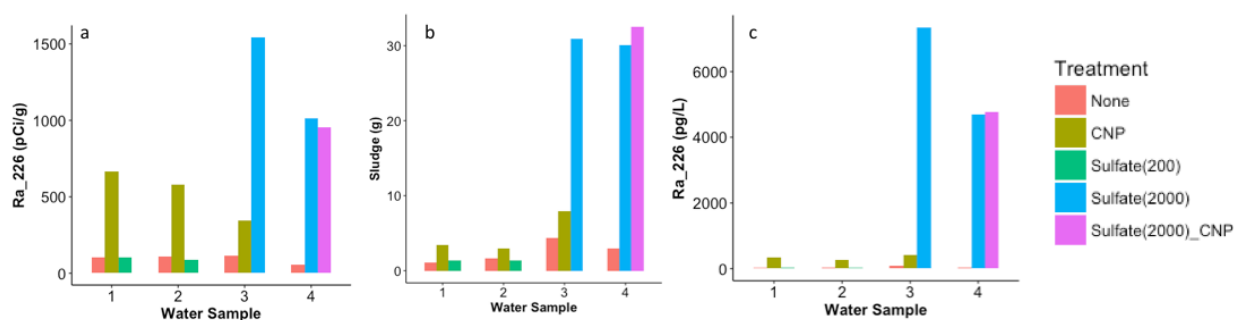 a
Ra_226 (pCi/g)
1500
1000
500
0
1 2 3 4
Water Sample
b
Sludge (g)
30
20
10
0
1 2 3 4
Water Sample
c
Ra_226 (pg/L)
6000
4000
2000
0
1 2 3 4
Water Sample
Treatment
None
CNP
Sulfate(200)
Sulfate(2000)
Sulfate(2000)_CNP